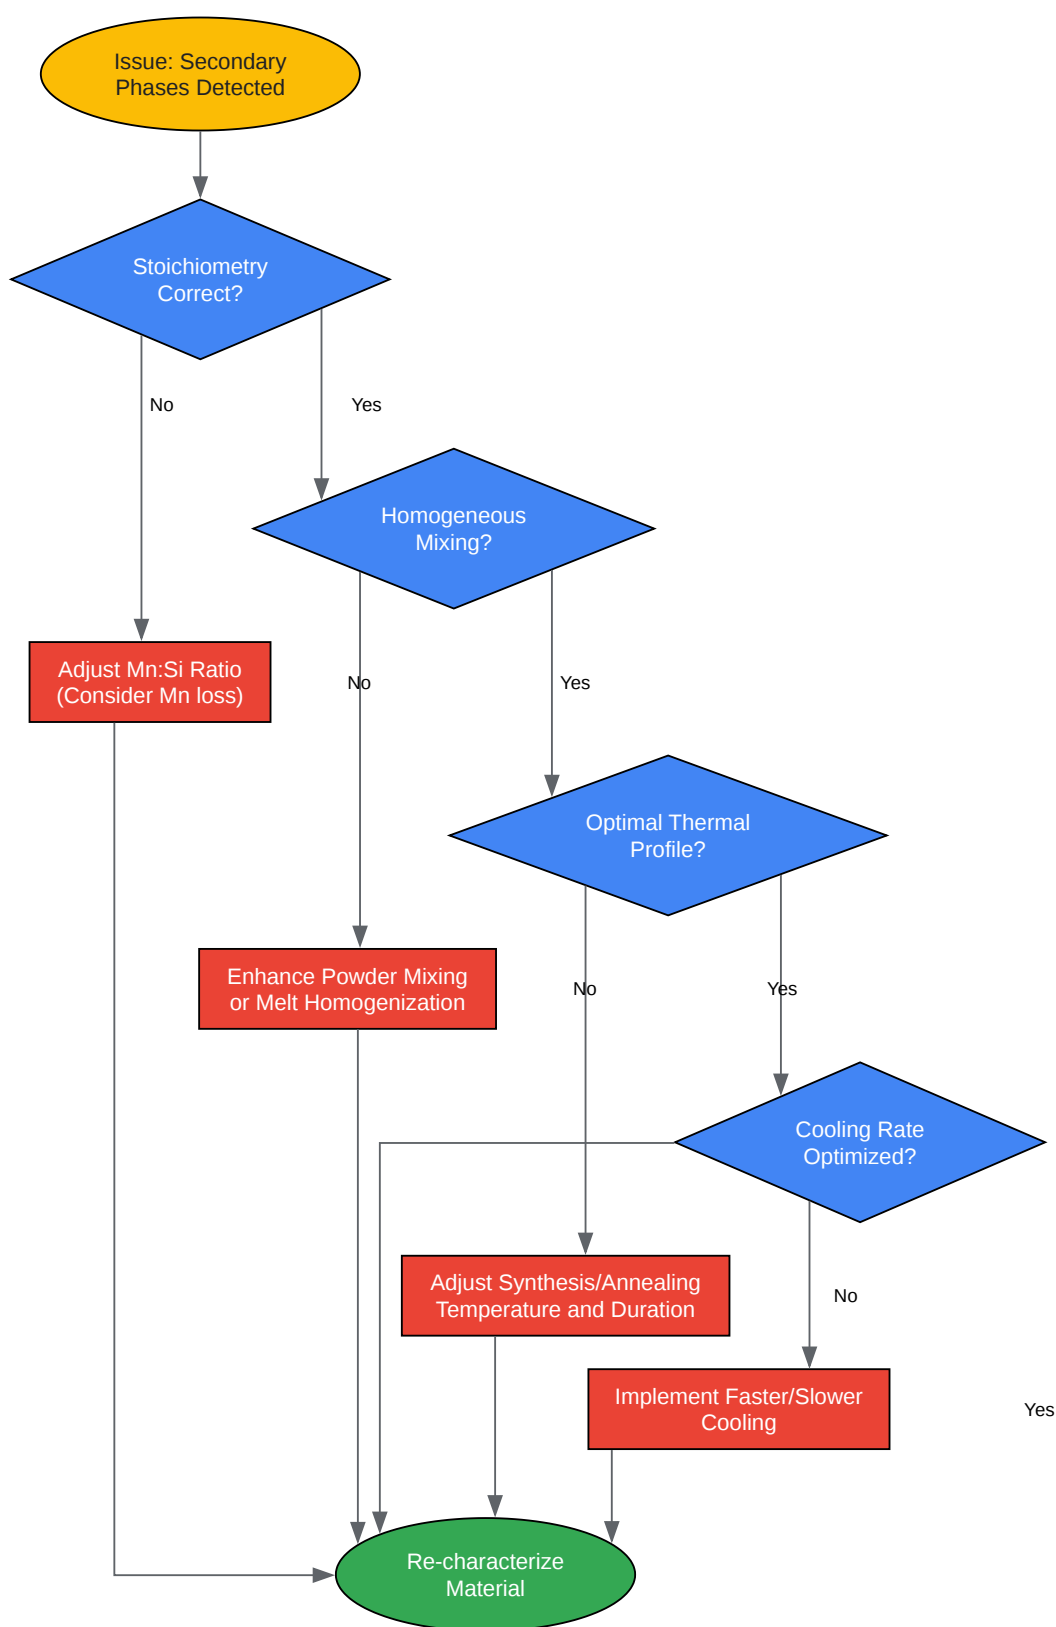 Issue: Secondary
Phases Detected
Stoichiometry
Correct?
No
Yes
Homogeneous
Mixing?
Adjust Mn:Si Ratio
(Consider Mn loss)
No
Yes
Optimal Thermal
Profile?
Enhance Powder Mixing
or Melt Homogenization
No
Yes
Cooling Rate
Optimized?
Adjust Synthesis/Annealing
Temperature and Duration
No
Implement Faster/Slower
Cooling
Yes
Re-characterize
Material